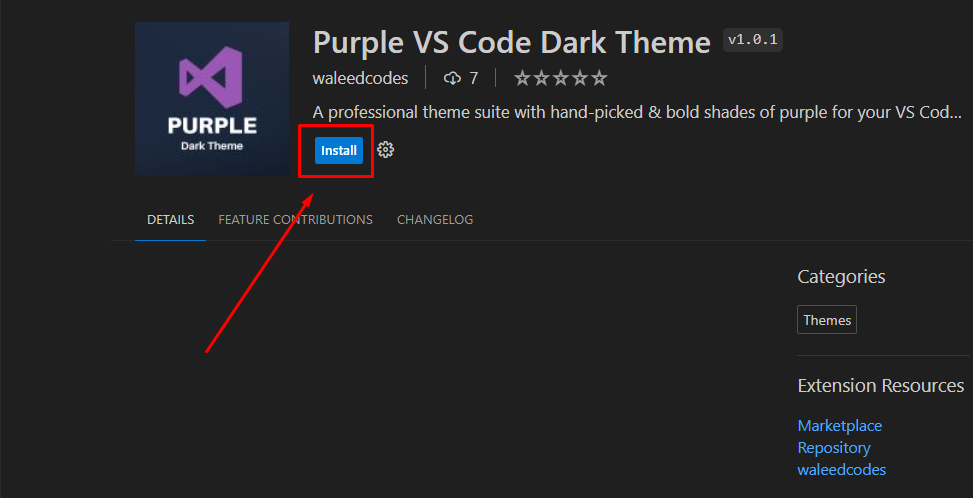 Purple VS Code Dark Theme v1.0.1
waleedcodes 7
A professional theme suite with hand-picked & bold shades of purple for your VS Cod...
PURPLE
Dark Theme
Install
DETAILS FEATURE CONTRIBUTIONS CHANGELOG
Categories
Themes
Extension Resources
Marketplace
Repository
waleedcodes